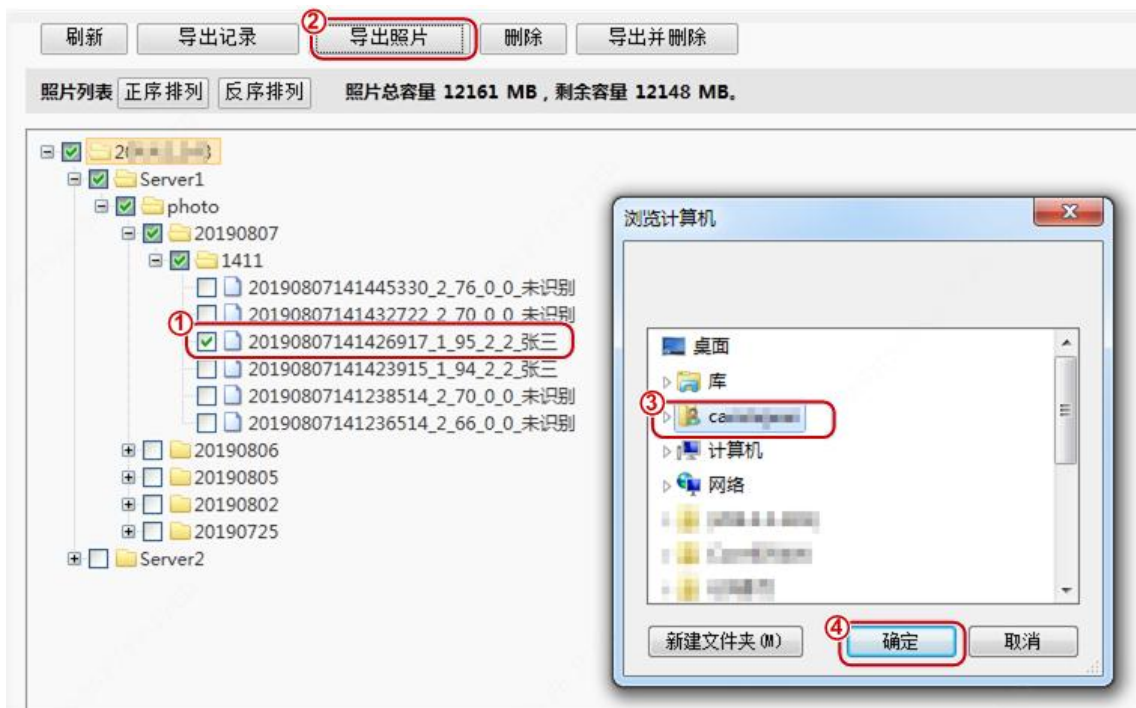 刷新 导出记录 ② 导出照片 删除 导出并删除
照片列表 正序排列 反序排列 照片总容量 12161 MB，剩余容量 12148 MB。
Server1
photo
20190807
1411
20190807141445330_2_76_0_0_未识别
20190807141432722_2_70_0_0_未识别
① 20190807141426917_1_95_2_2_张三
20190807141423915_1_94_2_2_张三
20190807141238514_2_70_0_0_未识别
20190807141236514_2_66_0_0_未识别
20190806
20190805
20190802
20190725
Server2
浏览计算机
桌面
库
③
计算机
网络
新建文件夹(M) ④ 确定 取消